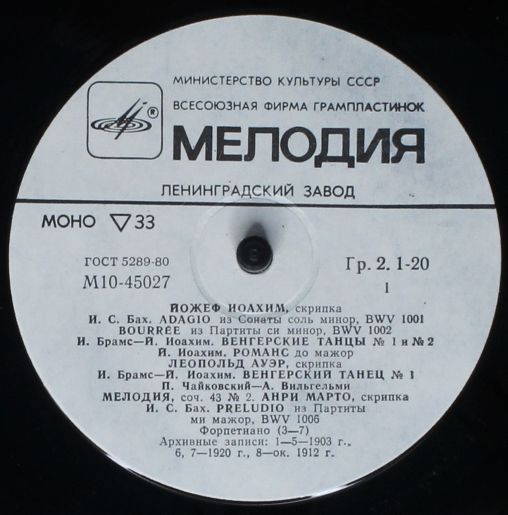 МИНИСТЕРСТВО КУЛЬТУРЫ СССР
ВСЕСОЮЗНАЯ ФИРМА ГРАМПЛАСТИНОК
®
МЕЛОДИЯ
ЛЕНИНГРАДСКИЙ ЗАВОД
МОНО ▽ 33
ГОСТ 5289-80
М10-45027
Гр. 2. 1-20
1
ЙОЖЕФ ИОАХИМ, скрипка
И. С. Бах. ADAGIO из Сонаты соль минор, BWV 1001
BOURRÉE из Партиты си минор, BWV 1002
И. Брамс—Й. Иоахим. ВЕНГЕРСКИЕ ТАНЦЫ № 1 и № 2
Й. Иоахим. РОМАНС до мажор
ЛЕОПОЛЬД АУЭР, скрипка
И. Брамс—Й. Иоахим. ВЕНГЕРСКИЙ ТАНЕЦ № 1
П. Чайковский—А. Вильгельми
МЕЛОДИЯ, соч. 43 № 2. АНРИ МАРТО, скрипка
И. С. Бах. PRELUDIO из Партиты
ми мажор, BWV 1006
Форпетиано (3—7)
Архивные записи: 1—5—1903 г.,
6, 7—1920 г., 8—ок. 1912 г.